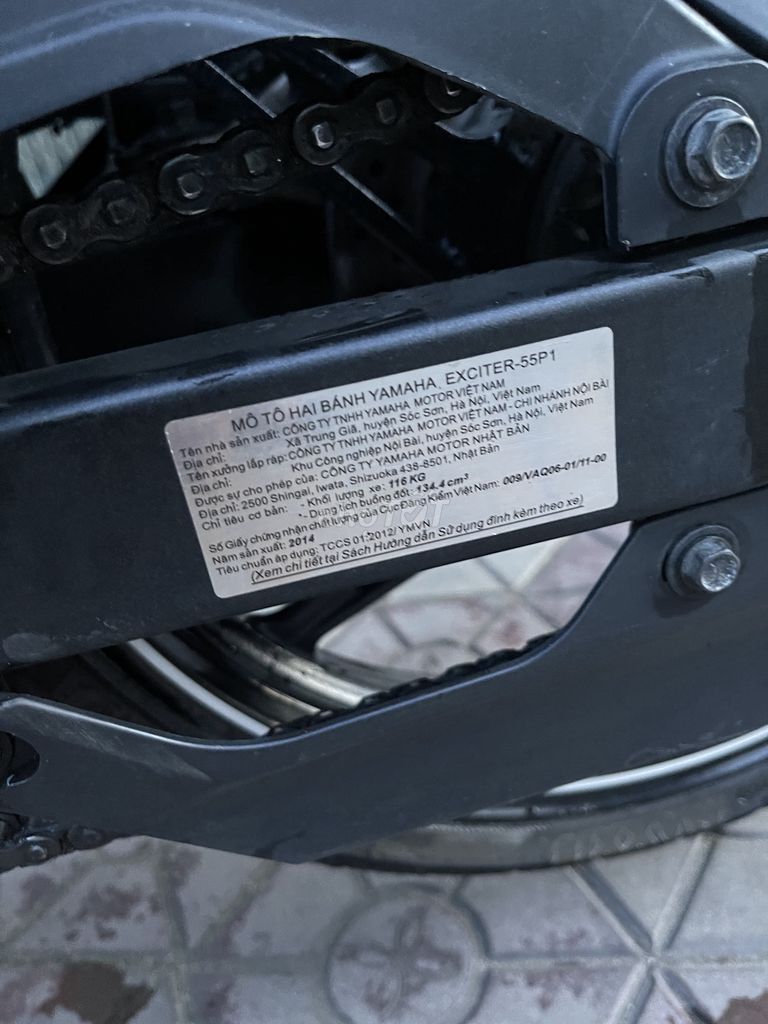 MÔ TÔ HAI BÁNH YAMAHA, EXCITER-55P1
Tên nhà sản xuất: CÔNG TY TNHH YAMAHA MOTOR VIỆT NAM
Địa chỉ: Xã Trung Giã, huyện Sóc Sơn, Hà Nội, Việt Nam
Tên xưởng lắp ráp: CÔNG TY TNHH YAMAHA MOTOR VIỆT NAM - CHI NHÁNH NỘI BÀI
Địa chỉ: Khu Công nghiệp Nội Bài, huyện Sóc Sơn, Hà Nội, Việt Nam
Được sự cho phép của: CÔNG TY YAMAHA MOTOR NHẬT BẢN
Địa chỉ: 2500 Shingai, Iwata, Shizuoka 438-8501, Nhật Bản
Chỉ tiêu cơ bản: - Khối lượng xe: 116 KG
- Dung tích buồng đốt: 134.4 cm³
Số Giấy chứng nhận chất lượng của Cục Đăng Kiểm Việt Nam: 009/VAQ06-01/11-00
Năm sản xuất: 2014
Tiêu chuẩn áp dụng: TCCS 01:2012/YMVN
(Xem chi tiết tại Sách Hướng dẫn Sử dụng đính kèm theo xe)